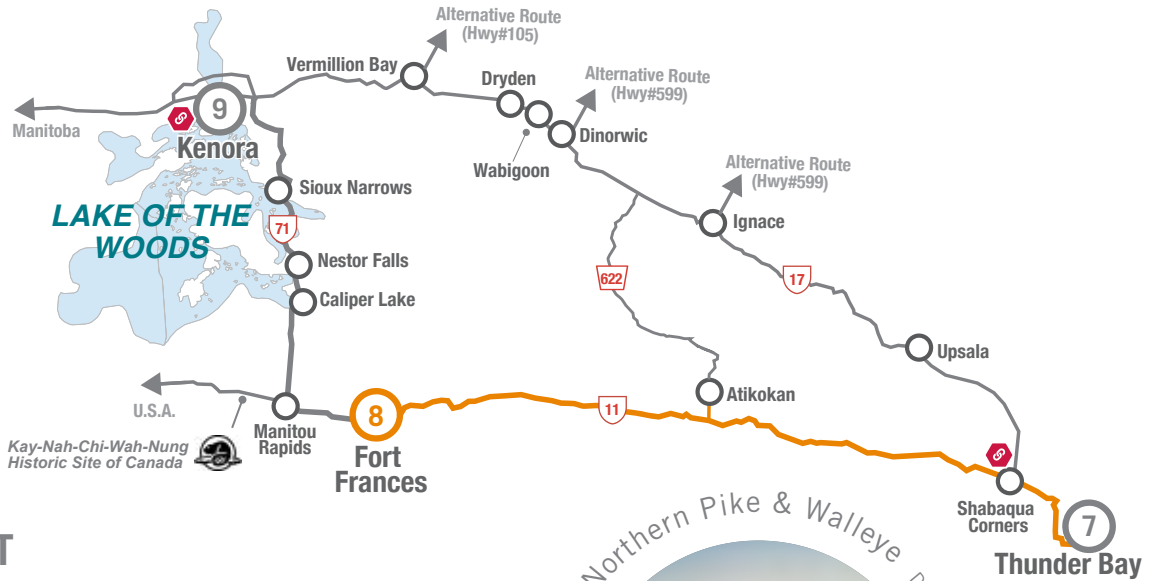 Alternative Route
(Hwy#105)
Vermillion Bay
Dryden
Alternative Route
(Hwy#599)
Manitoba
9
Kenora
Dinorwic
Wabigoon
Alternative Route
(Hwy#599)
Sioux Narrows
LAKE OF THE
WOODS
71
Ignace
Nestor Falls
622
17
Caliper Lake
Upsala
U.S.A.
Atikokan
8
11
Manitou
Rapids
Kay-Nah-Chi-Wah-Nung
Historic Site of Canada
Fort
Frances
Shabaqua
Corners
7
Thunder Bay
Northern Pike & Walleye
T